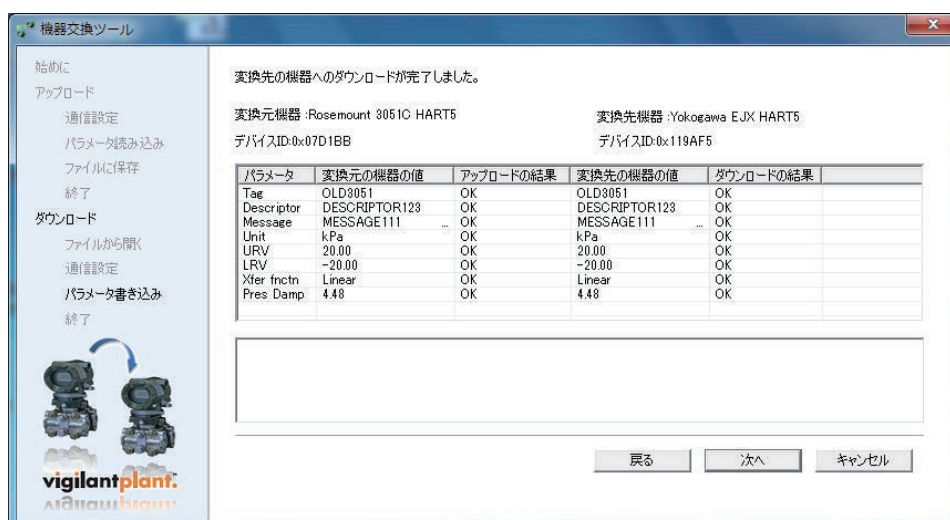 機器交換ツール
始めに
アップロード
通信設定
パラメータ読み込み
ファイルに保存
終了
ダウンロード
ファイルから開く
通信設定
パラメータ書き込み
終了
vigilantplant.
変換先の機器へのダウンロードが完了しました。
変換元機器 :Rosemount 3051C HART5 変換先機器 :Yokogawa EJX HART5
デバイスID:0x07D1BB デバイスID:0x119AF5
パラメータ 変換元の機器の値 アップロードの結果 変換先の機器の値 ダウンロードの結果
Tag OLD3051 OK OLD3051 OK
Descriptor DESCRIPTOR123 OK DESCRIPTOR123 OK
Message MESSAGE111 ... OK MESSAGE111 ... OK
Unit kPa OK kPa OK
URV 20.00 OK 20.00 OK
LRV -20.00 OK -20.00 OK
Xfer fnctn Linear OK Linear OK
Pres Damp 4.48 OK 4.48 OK
戻る 次へ キャンセル